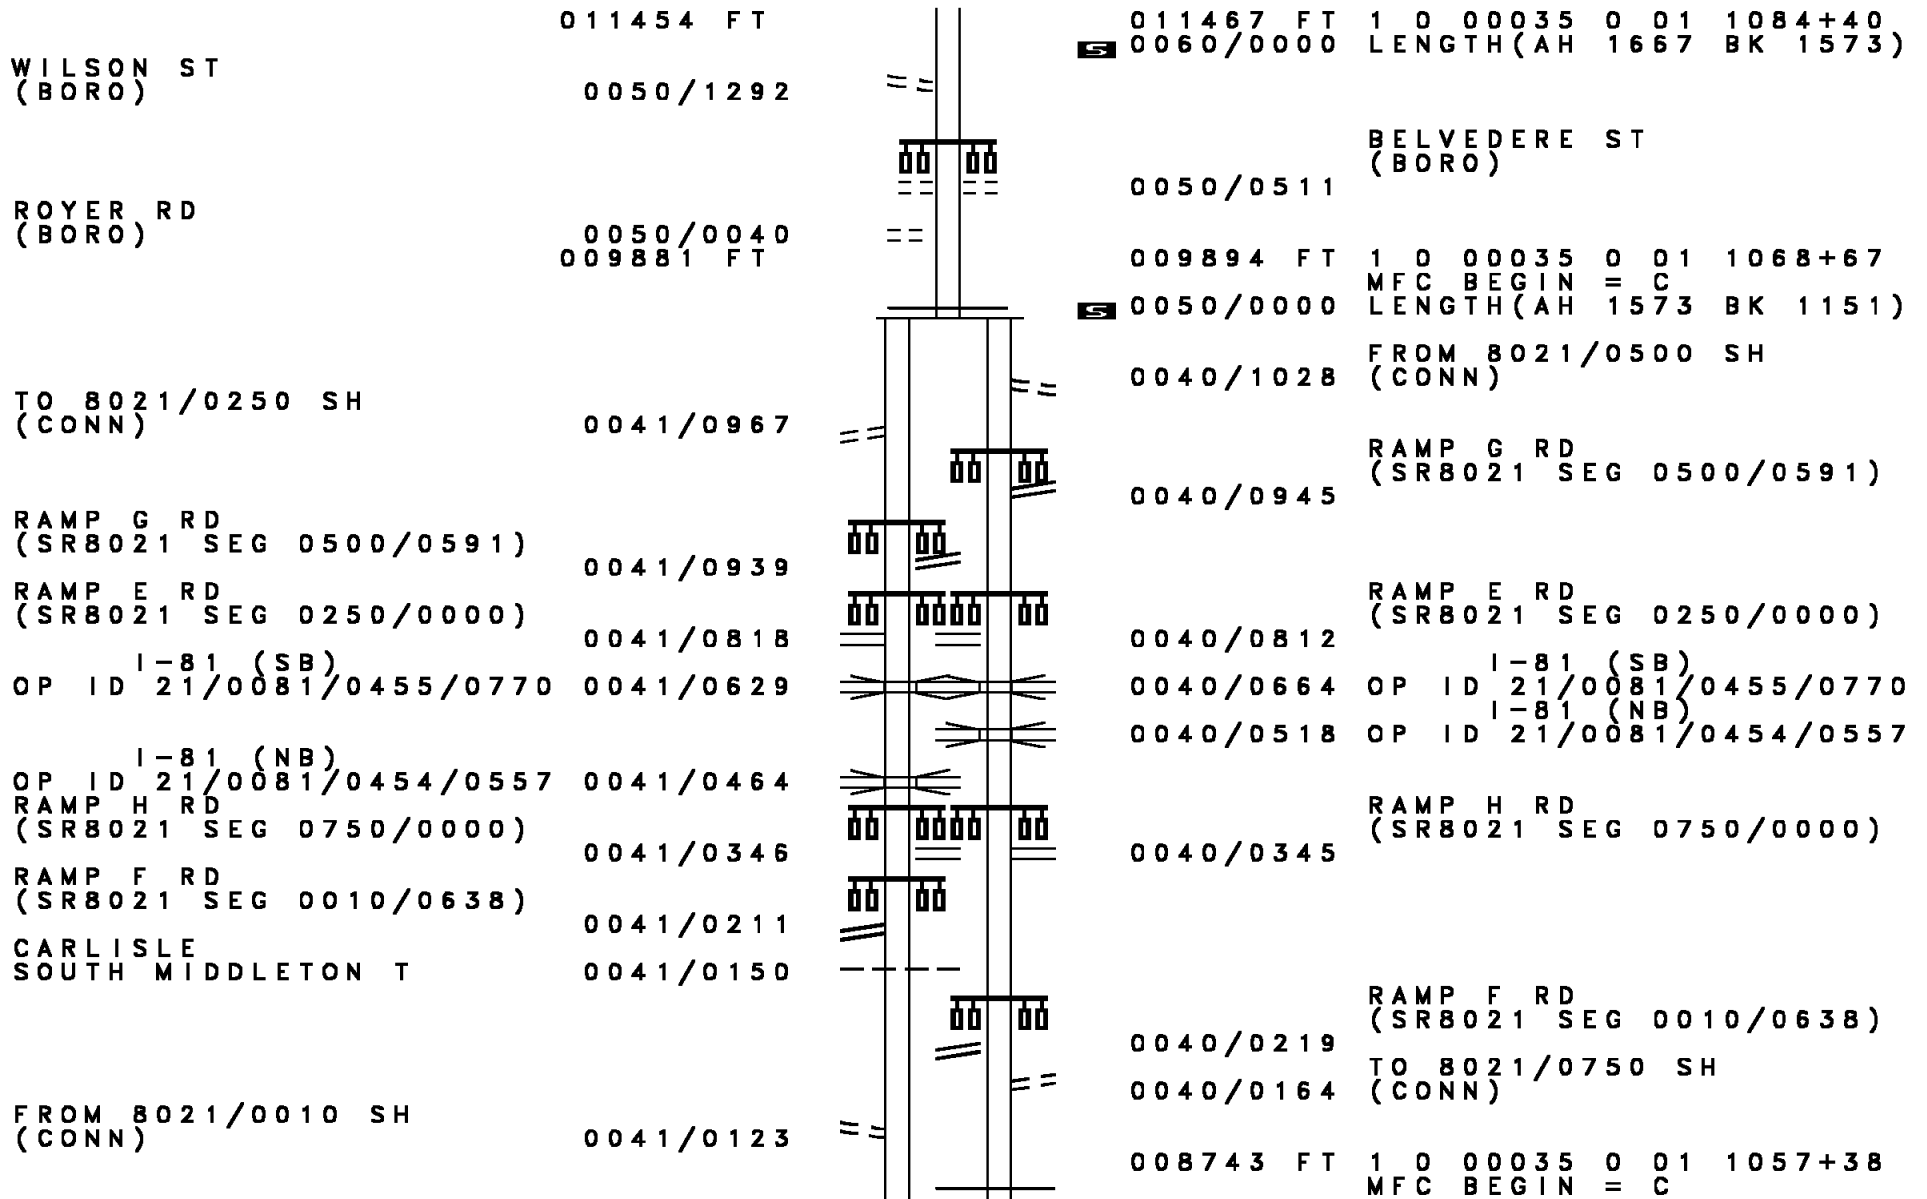 011454 FT 011467 FT 1 0 00035 0 01 1084+40
S 0060/0000 LENGTH(AH 1667 BK 1573)
WILSON ST
(BORO) 0050/1292
BELVEDERE ST
(BORO)
0050/0511
ROYER RD
(BORO) 0050/0040
009881 FT 009894 FT 1 0 00035 0 01 1068+67
MFC BEGIN = C
S 0050/0000 LENGTH(AH 1573 BK 1151)
FROM 8021/0500 SH
0040/1028 (CONN)
TO 8021/0250 SH
(CONN) 0041/0967
RAMP G RD
(SR8021 SEG 0500/0591)
0040/0945
RAMP G RD
(SR8021 SEG 0500/0591)
0041/0939
RAMP E RD RAMP E RD
(SR8021 SEG 0250/0000) (SR8021 SEG 0250/0000)
0041/0818 0040/0812
I-81 (SB) I-81 (SB)
OP ID 21/0081/0455/0770 0041/0629 0040/0664 OP ID 21/0081/0455/0770
I-81 (NB)
0040/0518 OP ID 21/0081/0454/0557
I-81 (NB)
OP ID 21/0081/0454/0557 0041/0464
RAMP H RD RAMP H RD
(SR8021 SEG 0750/0000) (SR8021 SEG 0750/0000)
0041/0346 0040/0345
RAMP F RD
(SR8021 SEG 0010/0638)
0041/0211
CARLISLE
SOUTH MIDDLETON T 0041/0150
RAMP F RD
(SR8021 SEG 0010/0638)
0040/0219
TO 8021/0750 SH
0040/0164 (CONN)
FROM 8021/0010 SH
(CONN) 0041/0123
008743 FT 1 0 00035 0 01 1057+38
MFC BEGIN = C